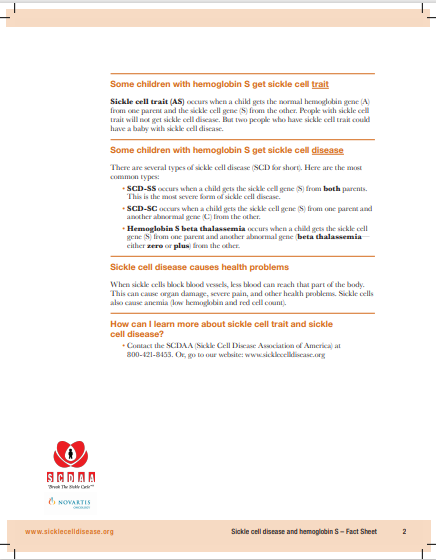 Some children with hemoglobin S get sickle cell trait
Sickle cell trait (AS) occurs when a child gets the normal hemoglobin gene (A)
from one parent and the sickle cell gene (S) from the other. People with sickle cell
trait will not get sickle cell disease. But two people who have sickle cell trait could
have a baby with sickle cell disease.
Some children with hemoglobin S get sickle cell disease
There are several types of sickle cell disease (SCD for short). Here are the most
common types:
• SCD-SS occurs when a child gets the sickle cell gene (S) from both parents.
This is the most severe form of sickle cell disease.
• SCD-SC occurs when a child gets the sickle cell gene (S) from one parent and
another abnormal gene (C) from the other.
• Hemoglobin S beta thalassemia occurs when a child gets the sickle cell
gene (S) from one parent and another abnormal gene (beta thalassemia—
either zero or plus) from the other.
Sickle cell disease causes health problems
When sickle cells block blood vessels, less blood can reach that part of the body.
This can cause organ damage, severe pain, and other health problems. Sickle cells
also cause anemia (low hemoglobin and red cell count).
How can I learn more about sickle cell trait and sickle
cell disease?
• Contact the SCDAA (Sickle Cell Disease Association of America) at
800-421-8453. Or, go to our website: www.sicklecelldisease.org
SCDAA
"Break The Sickle Cycle"™
NOVARTIS
ONCOLOGY
www.sicklecelldisease.org Sickle cell disease and hemoglobin S – Fact Sheet 2